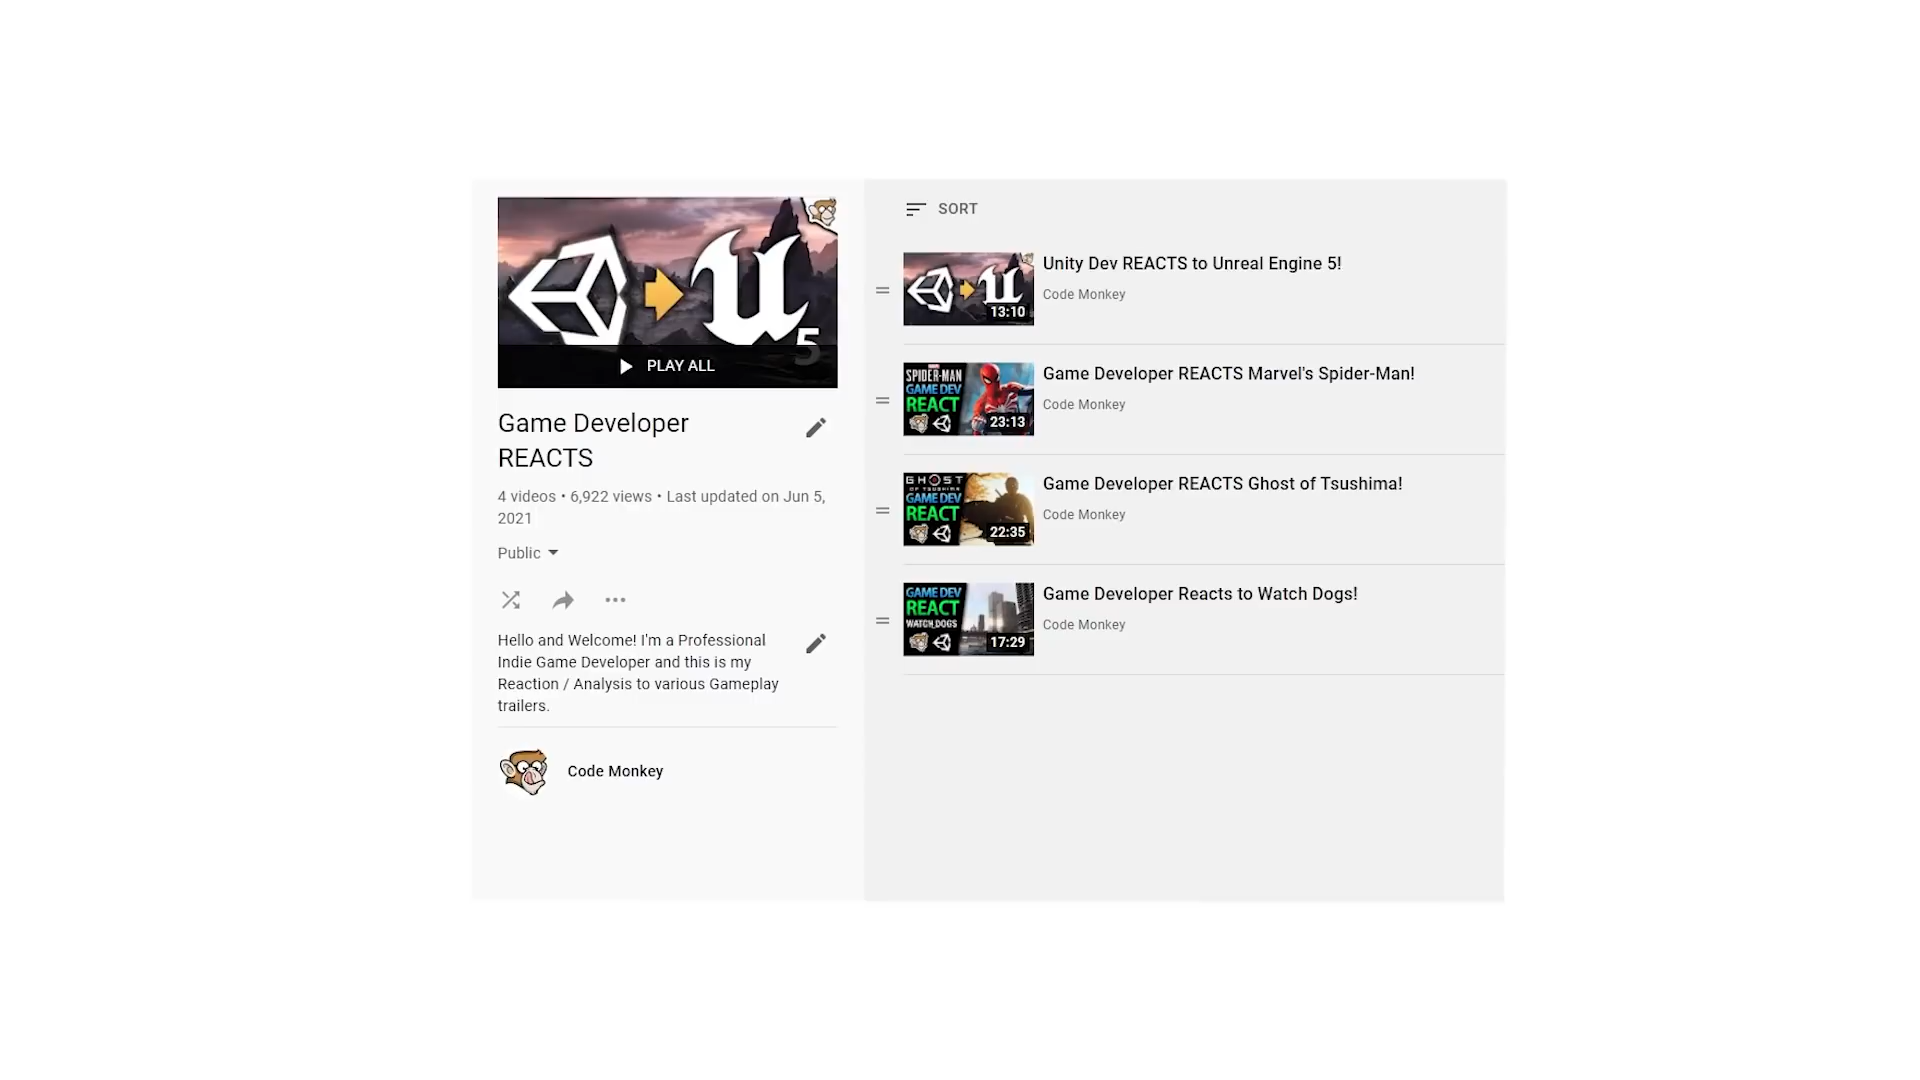 5
PLAY ALL
Game Developer
REACTS
4 videos • 6,922 views • Last updated on Jun 5,
2021
Public
Hello and Welcome! I'm a Professional
Indie Game Developer and this is my
Reaction / Analysis to various Gameplay
trailers.
Code Monkey
SORT
13:10
Unity Dev REACTS to Unreal Engine 5!
Code Monkey
SPIDER-MAN
GAME DEV
REACT
23:13
Game Developer REACTS Marvel's Spider-Man!
Code Monkey
GHOST
OF TSUSHIMA
GAME DEV
REACT
22:35
Game Developer REACTS Ghost of Tsushima!
Code Monkey
GAME DEV
REACT
WATCH_DOGS
17:29
Game Developer Reacts to Watch Dogs!
Code Monkey